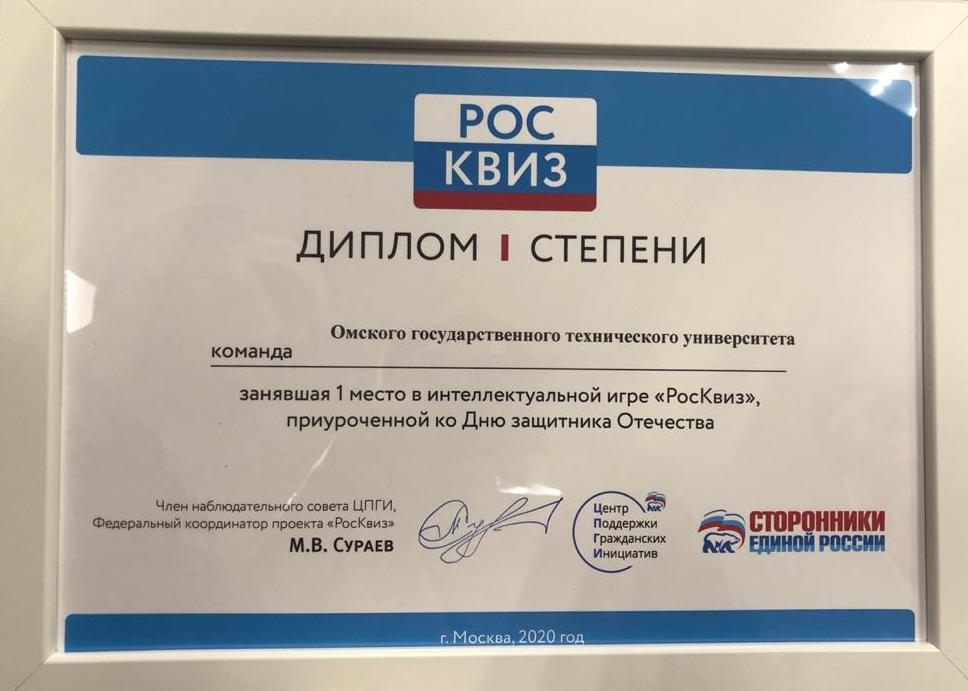 РОС
КВИЗ
ДИПЛОМ I СТЕПЕНИ
Омского государственного технического университета
команда
занявшая 1 место в интеллектуальной игре «РосКвиз»,
приуроченной ко Дню защитника Отечества
Член наблюдательного совета ЦПГИ,
Федеральный координатор проекта «РосКвиз»
М.В. СУРАЕВ
Центр
Поддержки
Гражданских
Инициатив
СТОРОННИКИ
ЕДИНОЙ РОССИИ
г. Москва, 2020 год